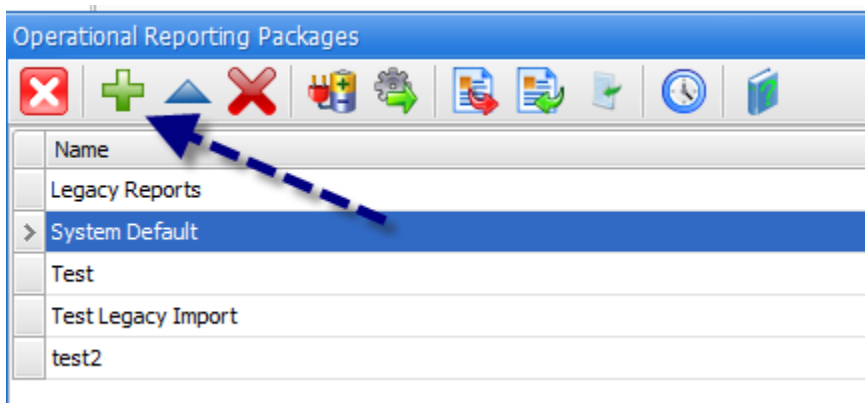 Operational Reporting Packages
Name
Legacy Reports
System Default
Test
Test Legacy Import
test2